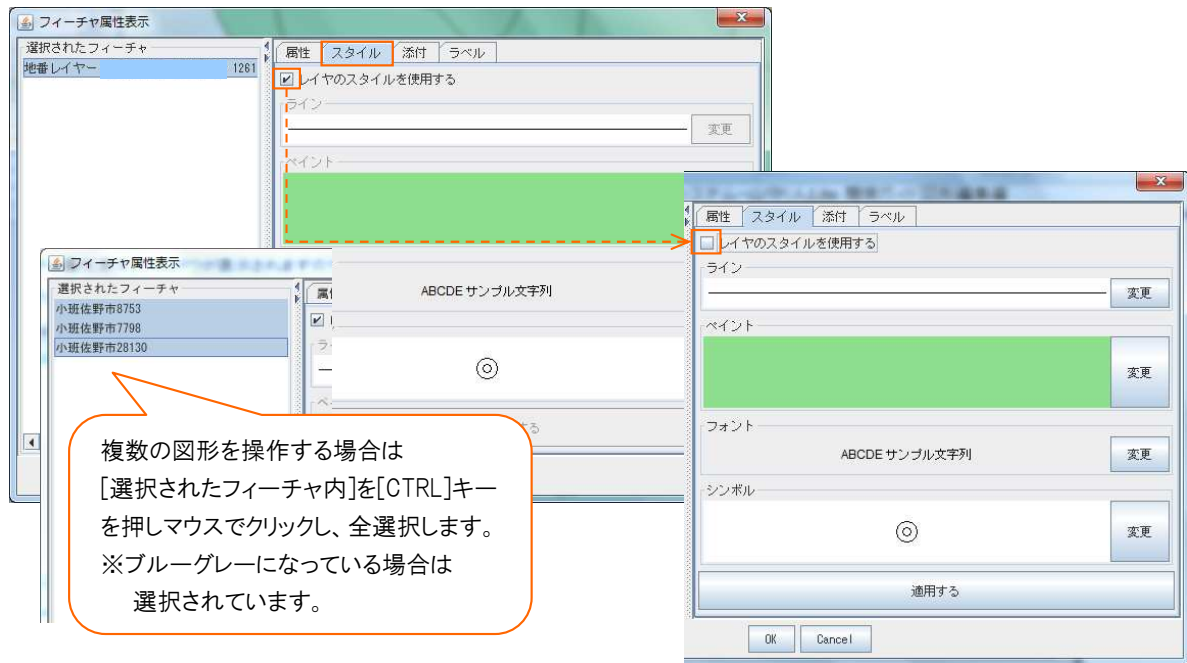 フィーチャ属性表示
選択されたフィーチャ
地番レイヤー 1261
属性 スタイル 添付 ラベル
レイヤのスタイルを使用する
ライン
変更
ペイント
ABCDE サンプル文字列
フィーチャ属性表示
選択されたフィーチャ
小班佐野市8753
小班佐野市7798
小班佐野市28130
複数の図形を操作する場合は
[選択されたフィーチャ内]を[CTRL]キー
を押しマウスでクリックし、全選択します。
※ブルーグレーになっている場合は
選択されています。
属性 スタイル 添付 ラベル
レイヤのスタイルを使用する
ライン
変更
ペイント
変更
フォント
ABCDE サンプル文字列
変更
シンボル
変更
適用する
OK Cancel